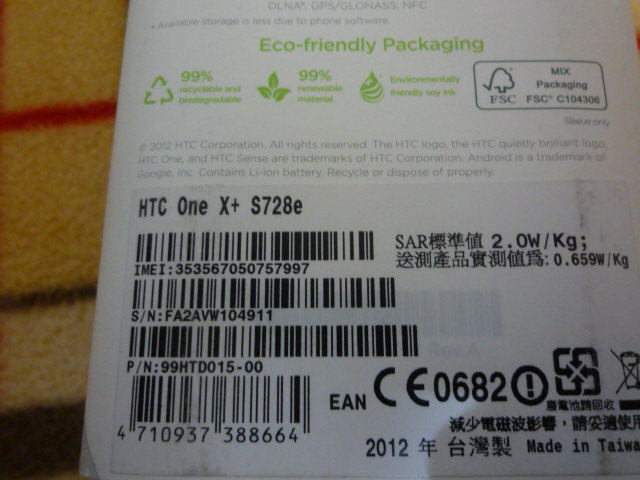 DLNA®, GPS/GLONASS, NFC
* Available storage is less due to phone software.
Eco-friendly Packaging
99%
recyclable and
biodegradable
99%
renewable
material
Environmentally
friendly soy ink
FSC
MIX
Packaging
FSC® C104306
Sleeve only
© 2012 HTC Corporation. All rights reserved. The HTC logo, the HTC quietly brilliant logo,
HTC One, and HTC Sense are trademarks of HTC Corporation. Android is a trademark of
Google, Inc. Contains Li-ion battery. Recycle or dispose of properly.
HTC One X+ S728e
IMEI:353567050757997
SAR標準值 2.0W/Kg;
送測產品實測值爲: 0.659W/Kg
S/N:FA2AVW104911
P/N:99HTD015-00
4 710937 388664
EAN
CE0682
廢電池請回收
減少電磁波影響，請妥適使用
2012 年 台灣製 Made in Taiwa